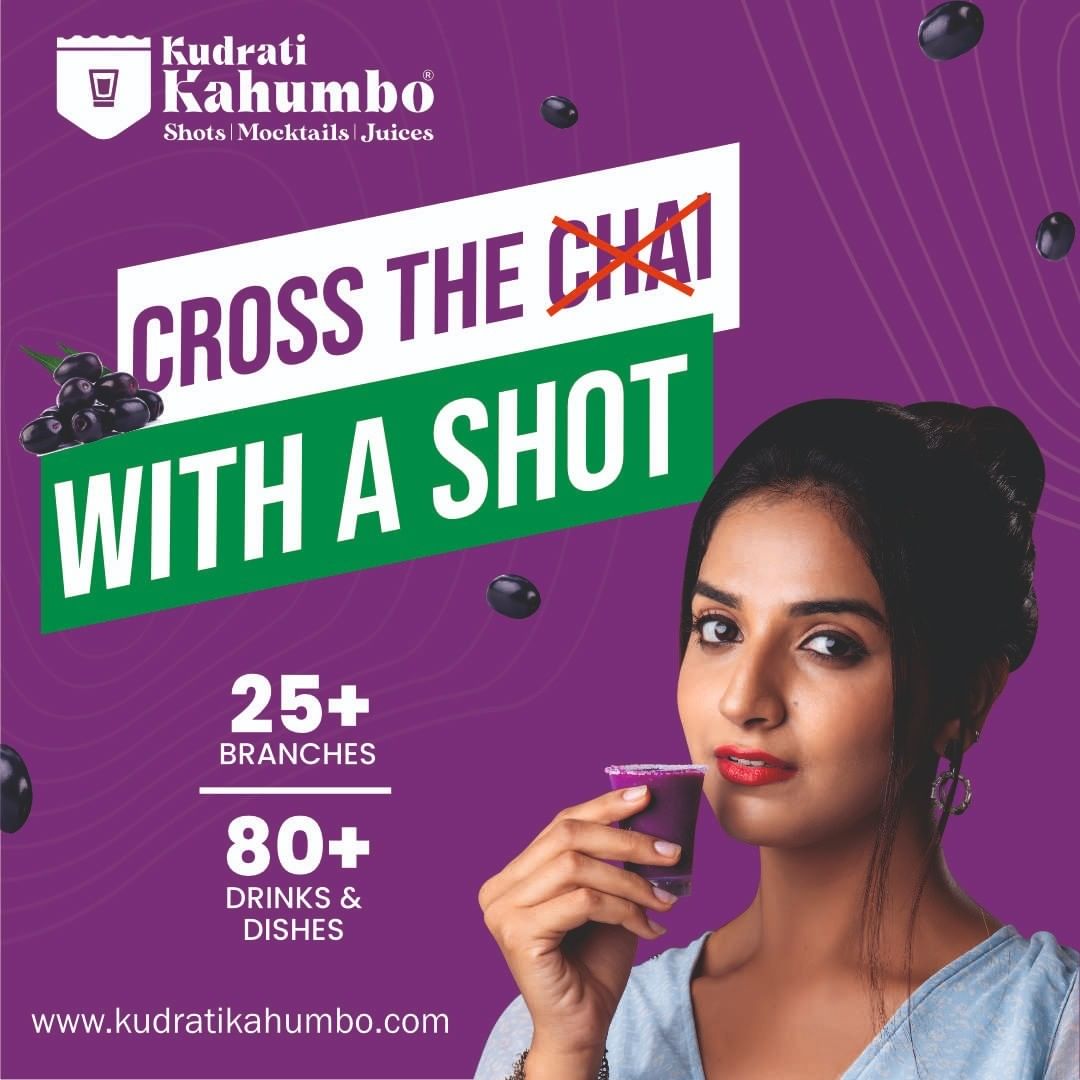 Kudrati
Kahumbo®
Shots | Mocktails | Juices
CROSS THE CHAI
WITH A SHOT
25+
BRANCHES
80+
DRINKS &
DISHES
www.kudratikahumbo.com